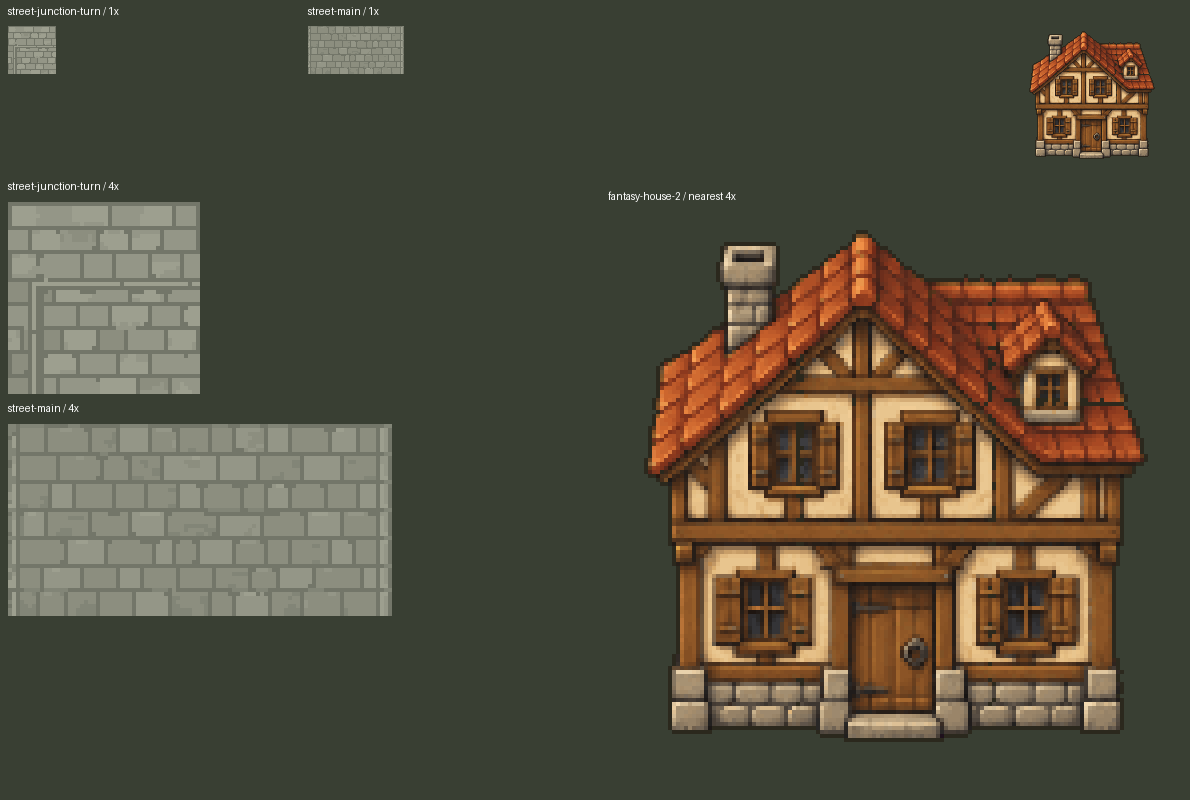 street-junction-turn / 1x
street-main / 1x
street-junction-turn / 4x
fantasy-house-2 / nearest 4x
street-main / 4x